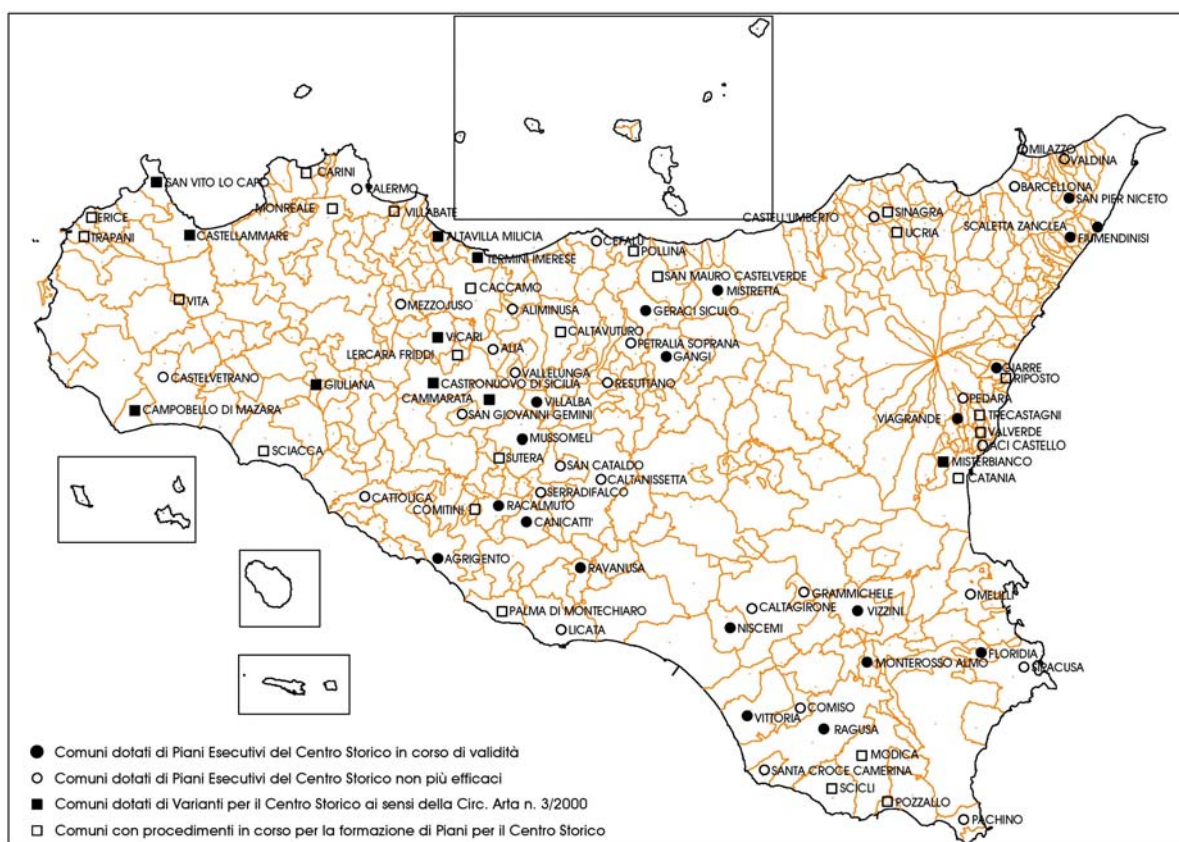 MILAZZO
VALDINA
CARINI
SAN VITO LO CAPO
PALERMO
BARCELLONA
SAN PIER NICETO
MONREALE
VILLABATE
ERICE
CASTELL'UMBERTO
SINAGRA
SCALETTA ZANCLEA
TRAPANI
CASTELLAMMARE
ALTAVILLA MILICIA
CEFALU'
UCRIA
FIUMENDINISI
POLLINA
TERMINI IMERESE
SAN MAURO CASTELVERDE
CACCAMO
MISTRETTA
VITA
MEZZOJUSO
ALIMINUSA
GERACI SICULO
CALTAVUTURO
VICARI
PETRALIA SOPRANA
LERCARA FRIDDI
ALIA
GANGI
GIARRE
VALLELUNGA
RIPOSTO
CASTELVETRANO
GIULIANA
CASTRONUOVO DI SICILIA
RESUTTANO
CAMMARATA
VILLALBA
PEDARA
CAMPOBELLO DI MAZARA
SAN GIOVANNI GEMINI
VIAGRANDE
TRECASTAGNI
VALVERDE
MUSSOMELI
ACI CASTELLO
SCIACCA
SUTERA
MISTERBIANCO
SAN CATALDO
CALTANISSETTA
CATANIA
CATTOLICA
SERRADIFALCO
COMITINI
RACALMUTO
CANICATTI'
AGRIGENTO
RAVANUSA
GRAMMICHELE
MELILLI
PALMA DI MONTECHIARO
CALTAGIRONE
VIZZINI
LICATA
NISCEMI
FLORIDIA
MONTEROSSO ALMO
SIRACUSA
COMISO
VITTORIA
RAGUSA
MODICA
SANTA CROCE CAMERINA
SCICLI
POZZALLO
PACHINO
Comuni dotati di Piani Esecutivi del Centro Storico in corso di validità
Comuni dotati di Piani Esecutivi del Centro Storico non più efficaci
Comuni dotati di Varianti per il Centro Storico ai sensi della Circ. Arta n. 3/2000
Comuni con procedimenti in corso per la formazione di Piani per il Centro Storico